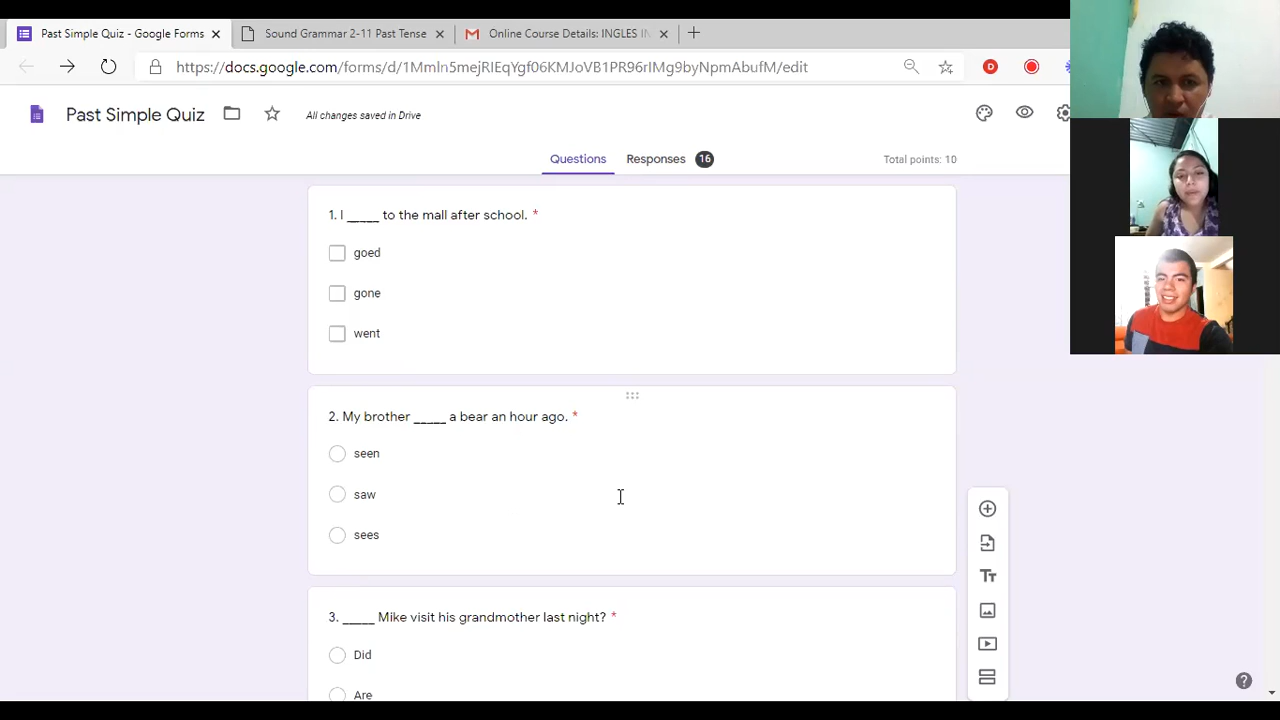 Past Simple Quiz - Google Forms
Sound Grammar 2-11 Past Tense
Online Course Details: INGLES IN
https://docs.google.com/forms/d/1Mmln5mejRIEqYgf06KMJoVB1PR96rIMg9byNpmAbufM/edit
Past Simple Quiz
All changes saved in Drive
Questions
Responses 16
Total points: 10
1. I _____ to the mall after school. *
goed
gone
went
2. My brother _____ a bear an hour ago. *
seen
saw
sees
3. _____ Mike visit his grandmother last night? *
Did
Are